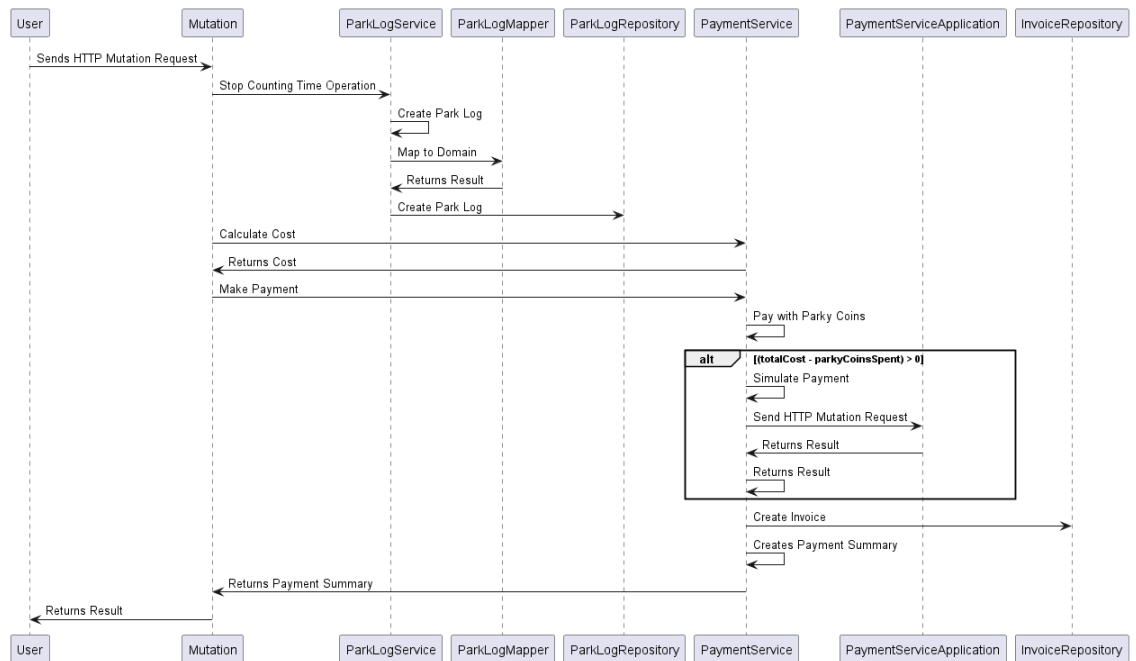 User Mutation ParkLogService ParkLogMapper ParkLogRepository PaymentService PaymentServiceApplication InvoiceRepository
Sends HTTP Mutation Request
Stop Counting Time Operation
Create Park Log
Map to Domain
Returns Result
Create Park Log
Calculate Cost
Returns Cost
Make Payment
Pay with Parky Coins
alt [(totalCost - parkyCoinsSpent) > 0]
Simulate Payment
Send HTTP Mutation Request
Returns Result
Returns Result
Create Invoice
Creates Payment Summary
Returns Payment Summary
Returns Result
User Mutation ParkLogService ParkLogMapper ParkLogRepository PaymentService PaymentServiceApplication InvoiceRepository